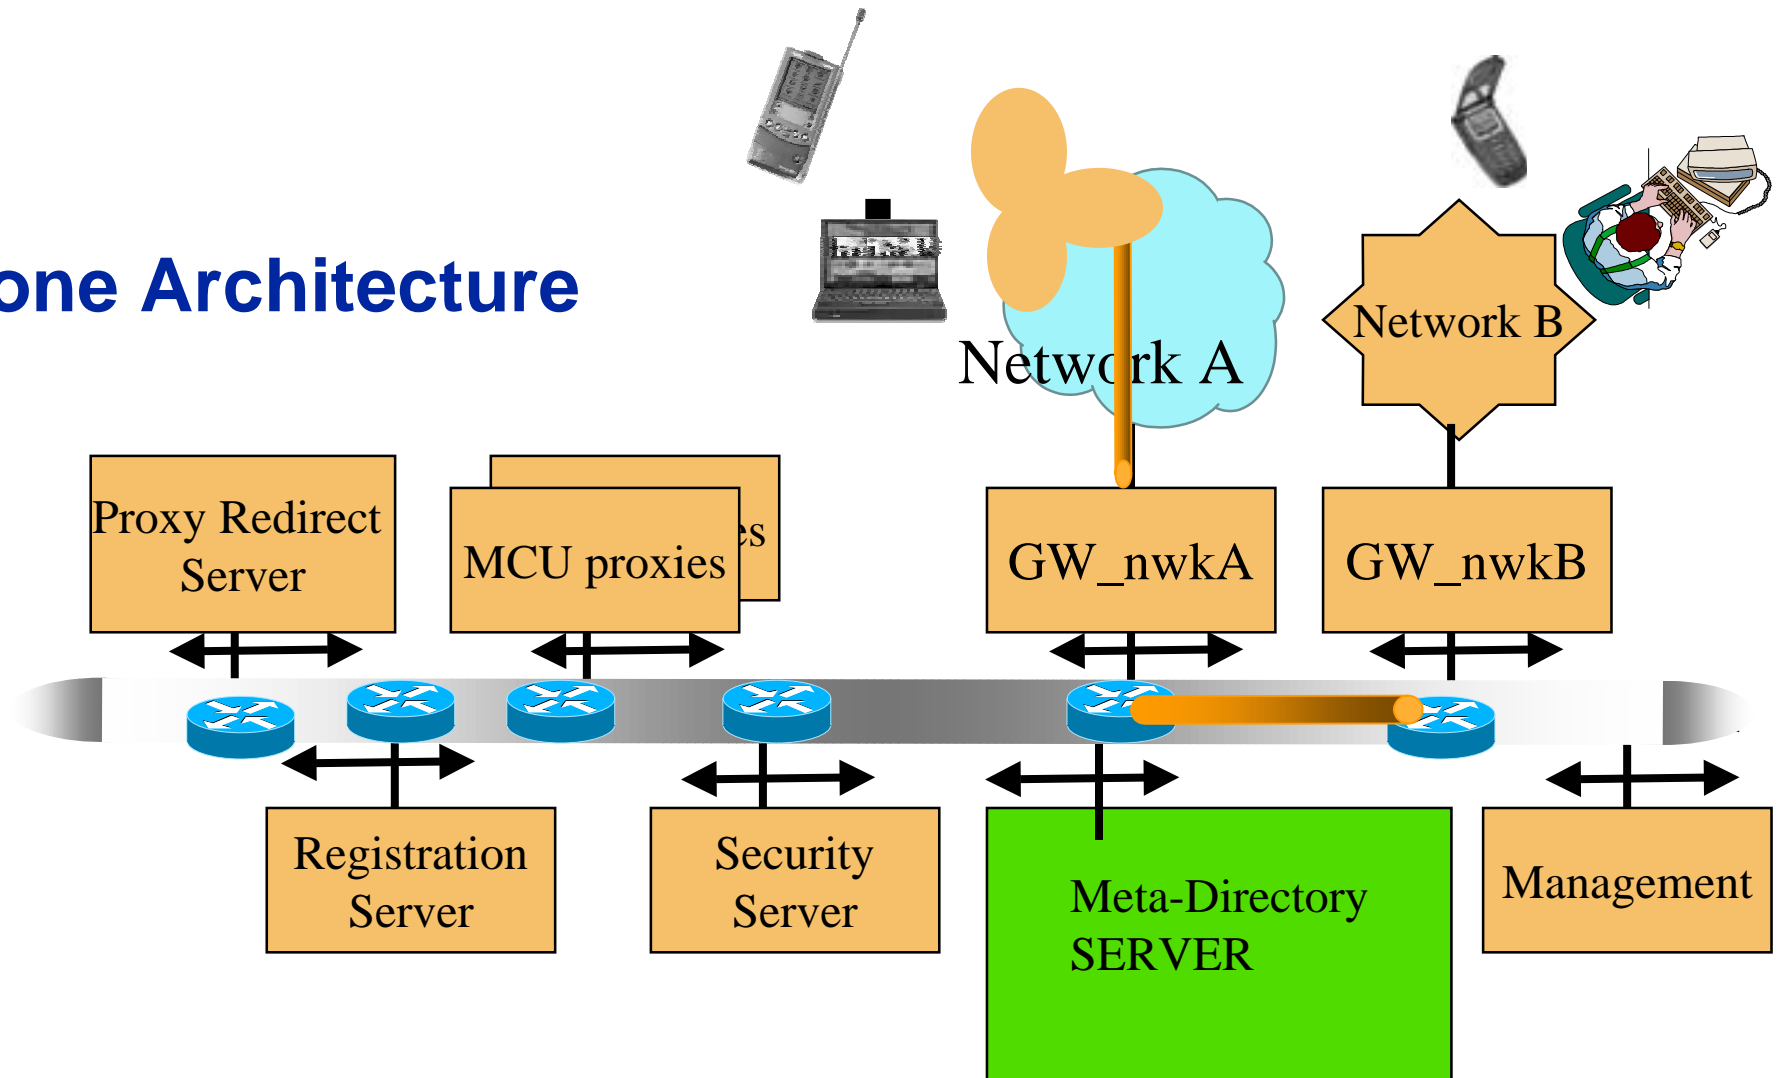 one Architecture
Network A
Network B
Proxy Redirect
Server
es
MCU proxies
GW_nwkA
GW_nwkB
Registration
Server
Security
Server
Meta-Directory
SERVER
Management